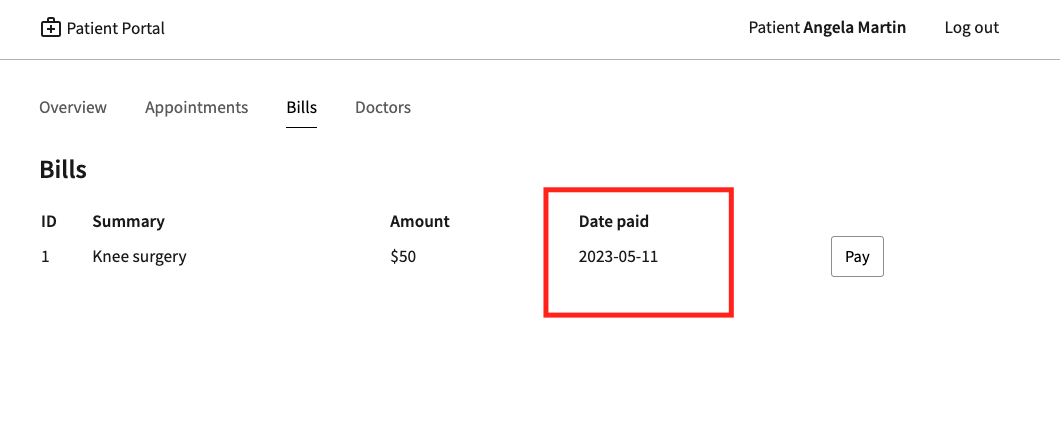 Patient Portal
Patient Angela Martin
Log out
Overview Appointments Bills Doctors
Bills
ID Summary Amount Date paid
1 Knee surgery $50 2023-05-11 Pay